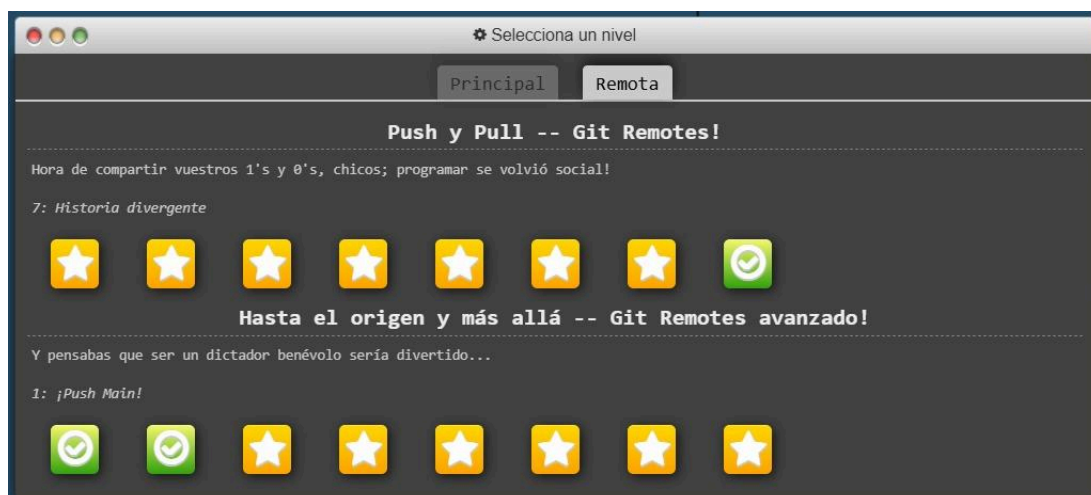 Selecciona un nivel
Principal
Remota
Push y Pull -- Git Remotes!
Hora de compartir vuestros 1's y 0's, chicos; programar se volvió social!
7: Historia divergente
Hasta el origen y más allá -- Git Remotes avanzado!
Y pensabas que ser un dictador benévolo sería divertido...
1: ¡Push Main!